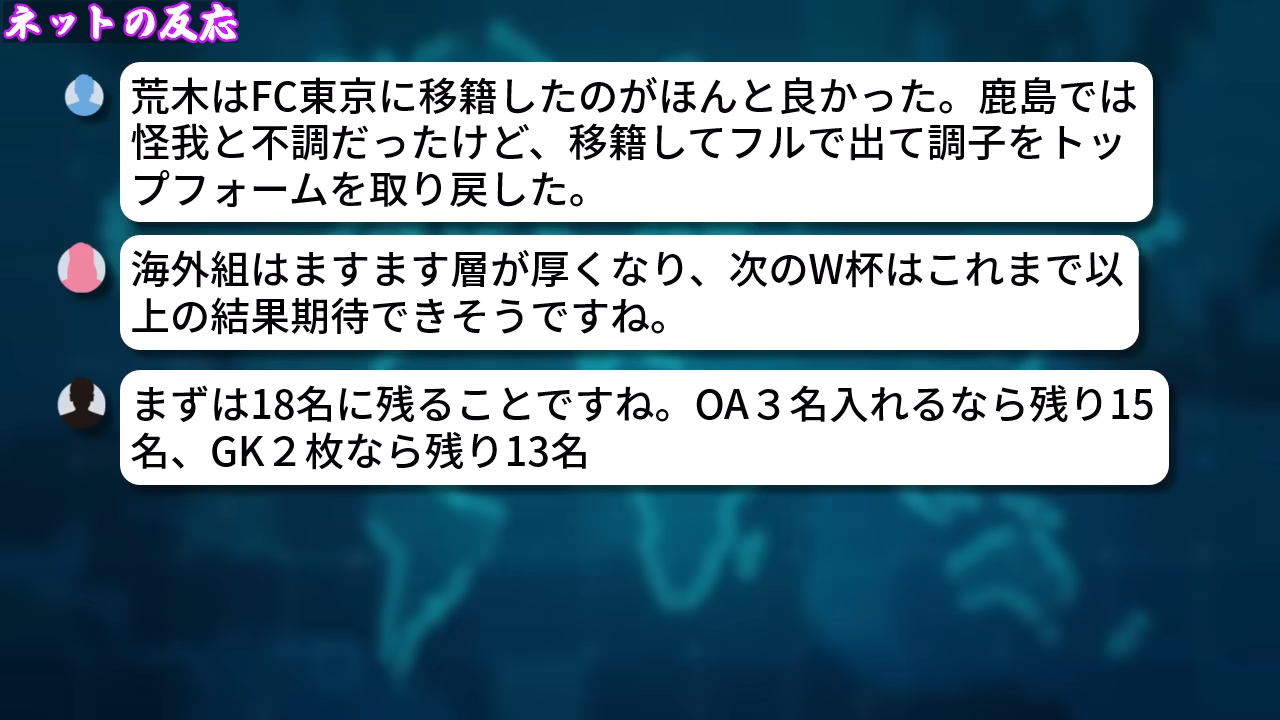 ネットの反応
荒木はFC東京に移籍したのがほんと良かった。鹿島では
怪我と不調だったけど、移籍してフルで出て調子をトッ
プフォームを取り戻した。
海外組はますます層が厚くなり、次のW杯はこれまで以
上の結果期待できそうですね。
まずは18名に残ることですね。OA３名入れるなら残り15
名、GK２枚なら残り13名